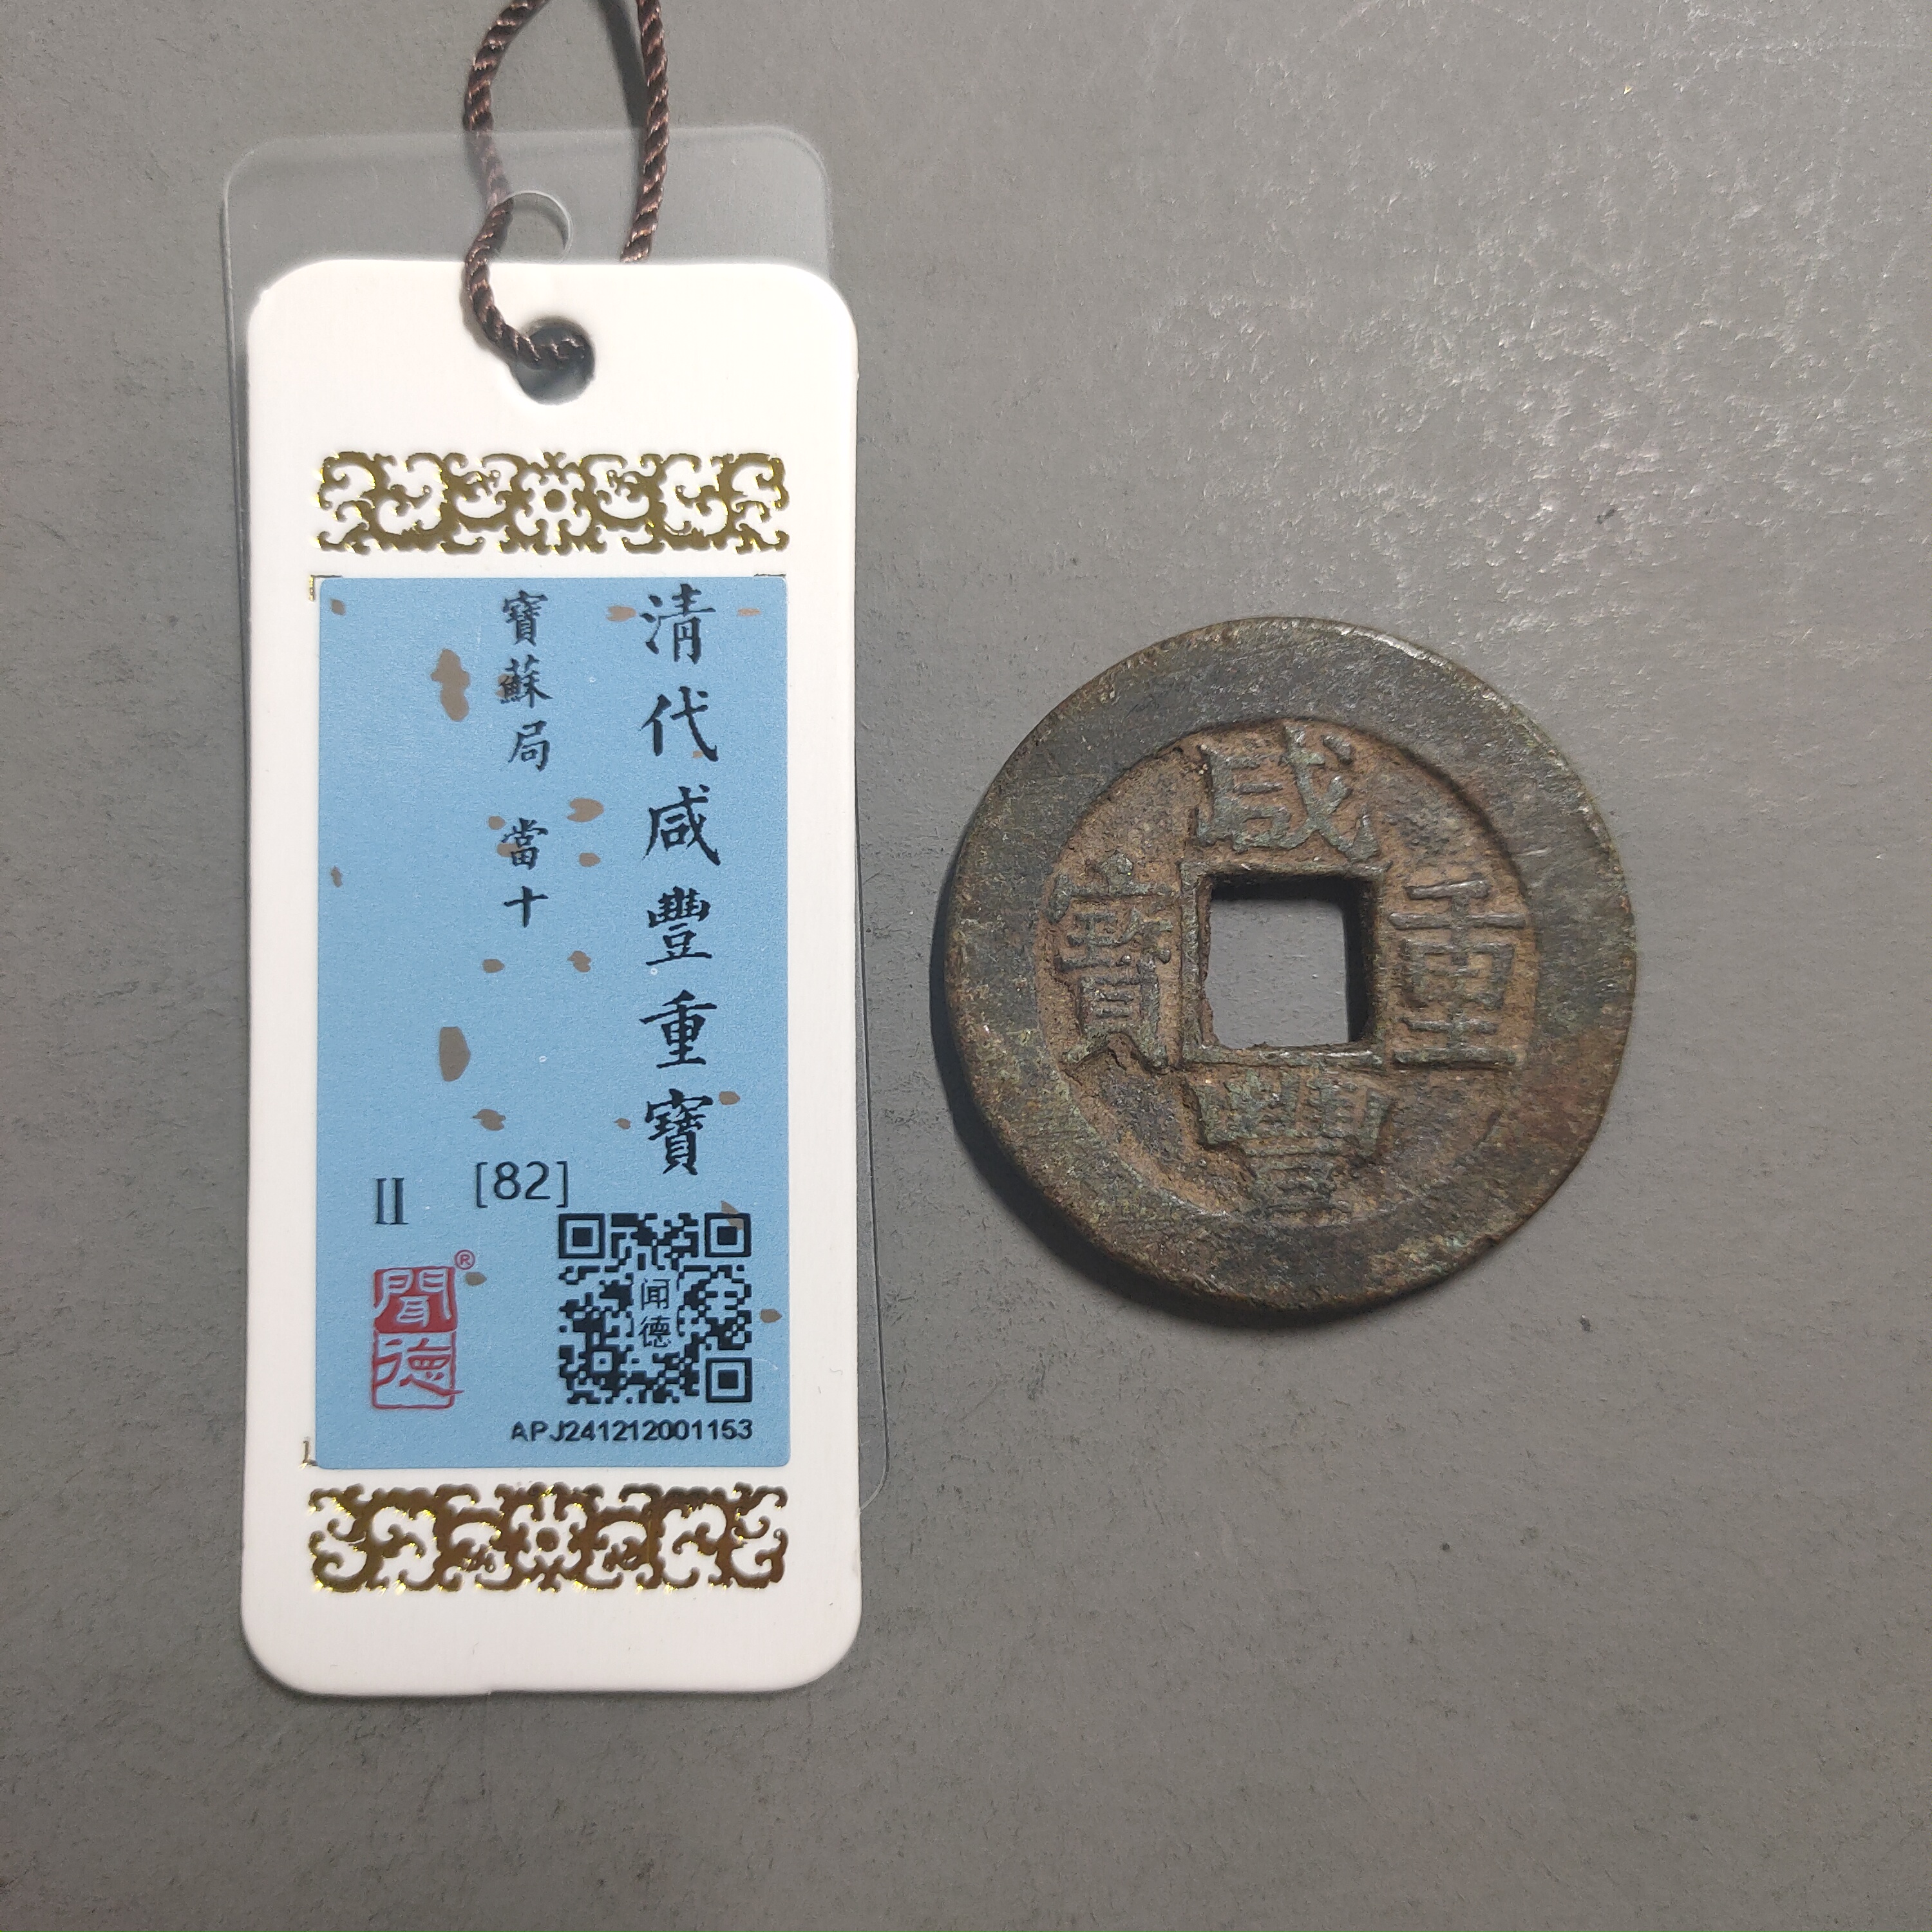 清代咸豐重寶
寶蘇局 當十
[82]
II
聞德®
闻德
APJ241212001153
咸豐重寶